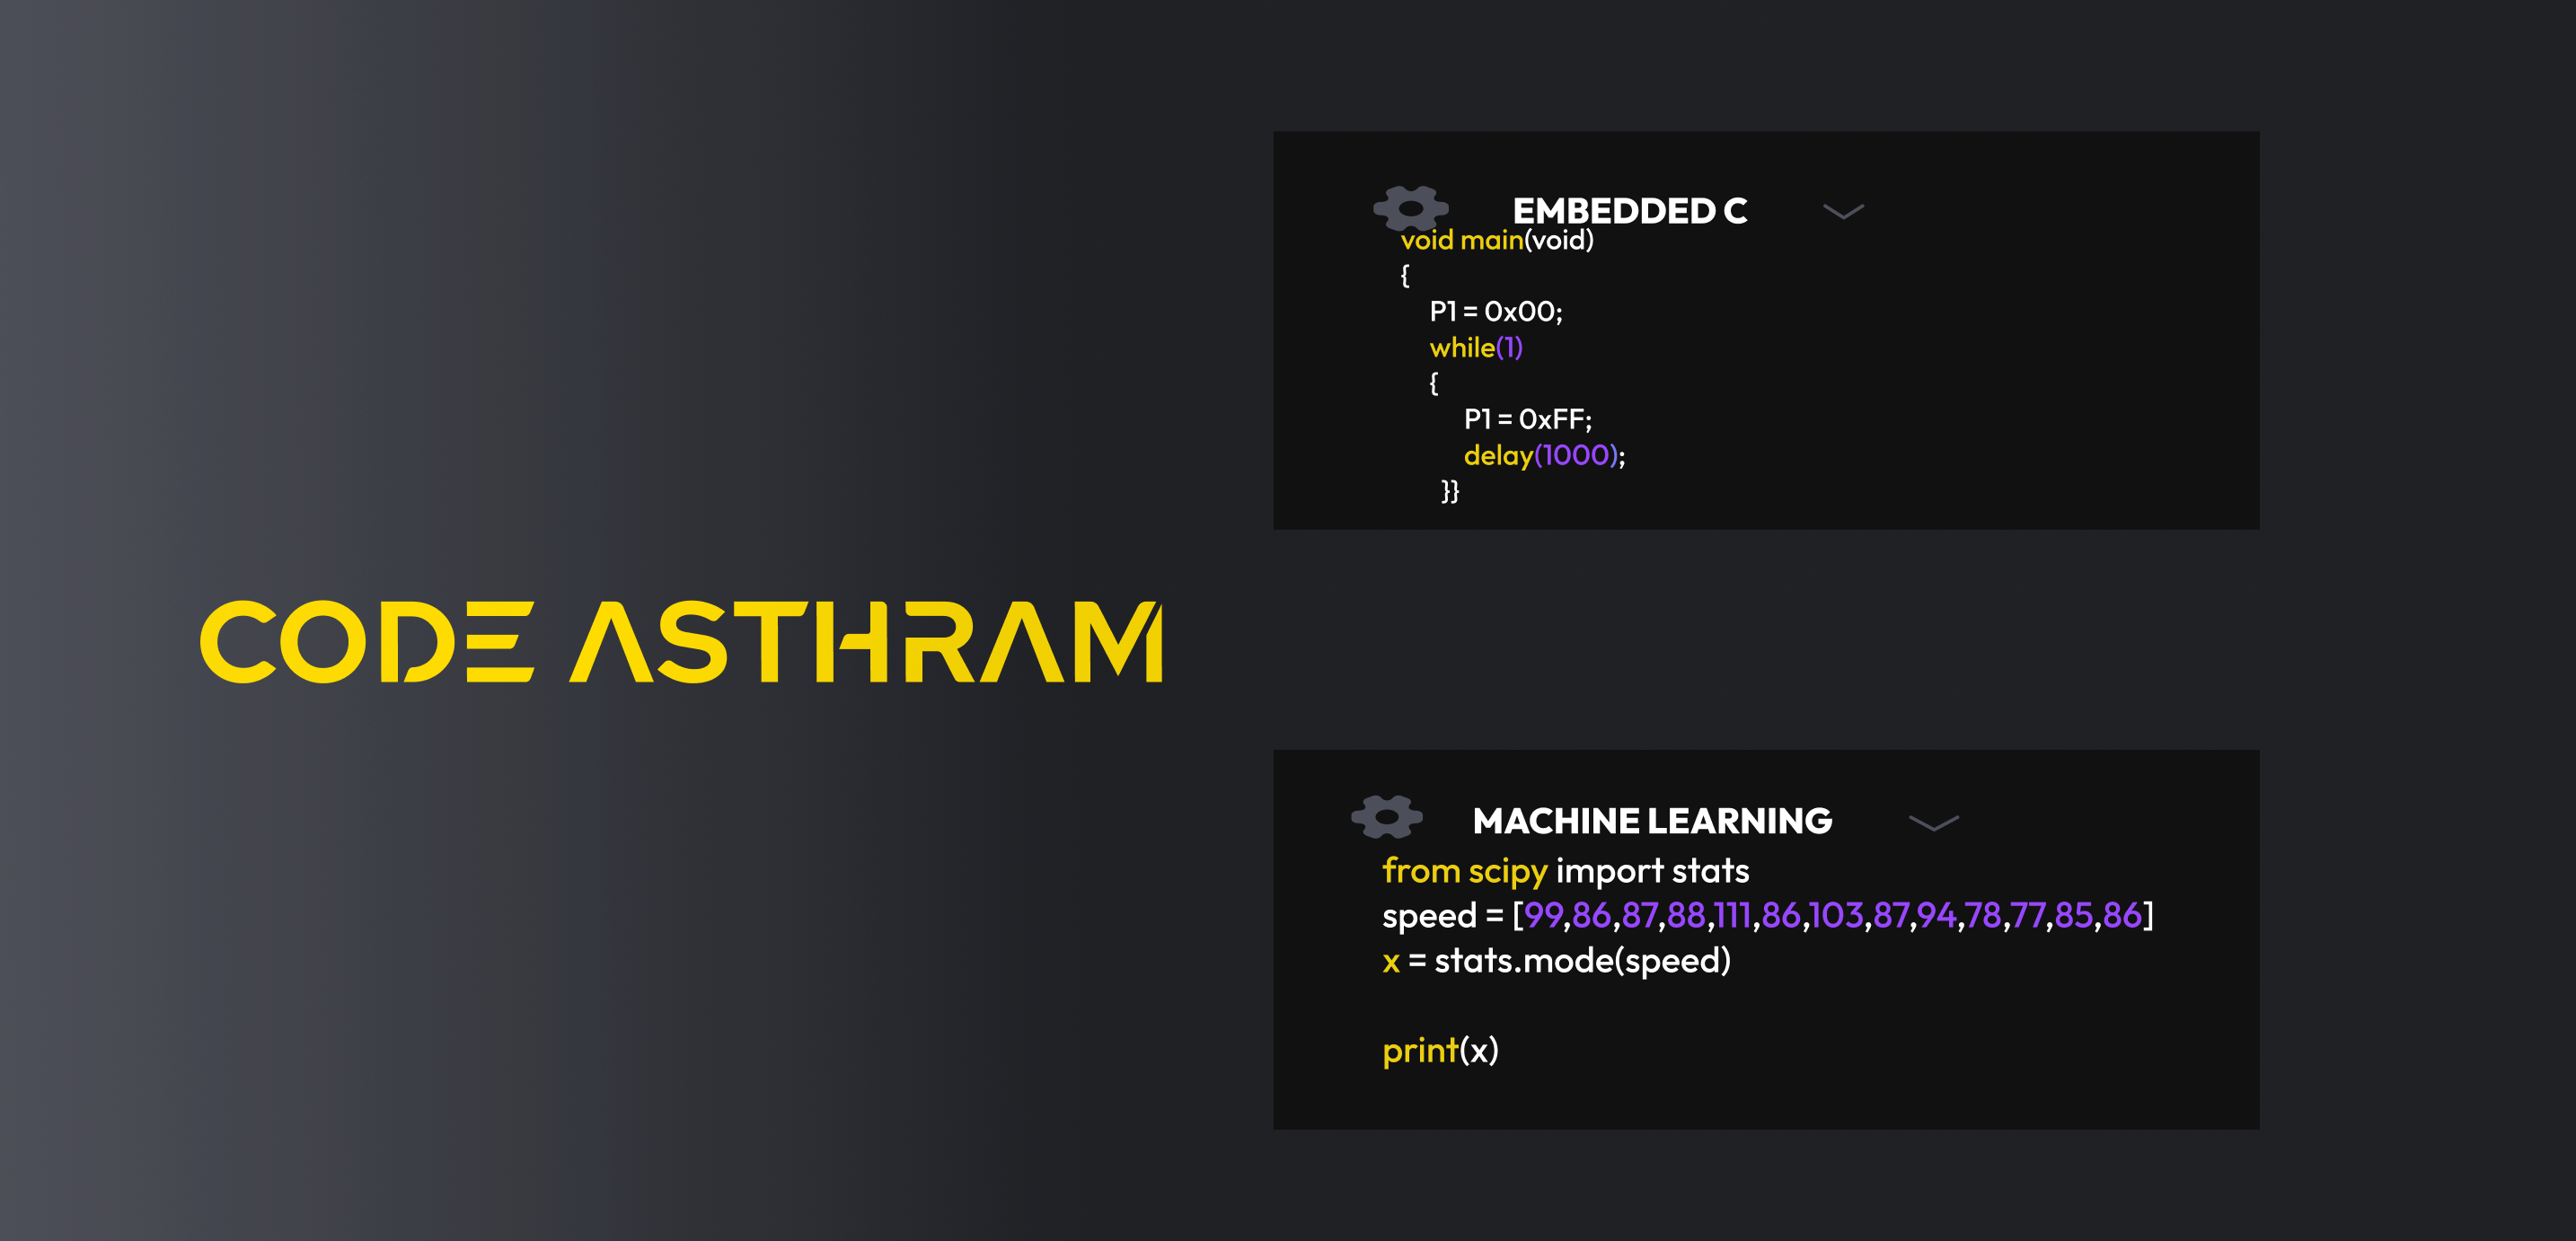 CODE ASTHRAM
EMBEDDED C
void main(void)
{
P1 = 0x00;
while(1)
{
P1 = 0xFF;
delay(1000);
}}
MACHINE LEARNING
from scipy import stats
speed = [99,86,87,88,111,86,103,87,94,78,77,85,86]
x = stats.mode(speed)
print(x)